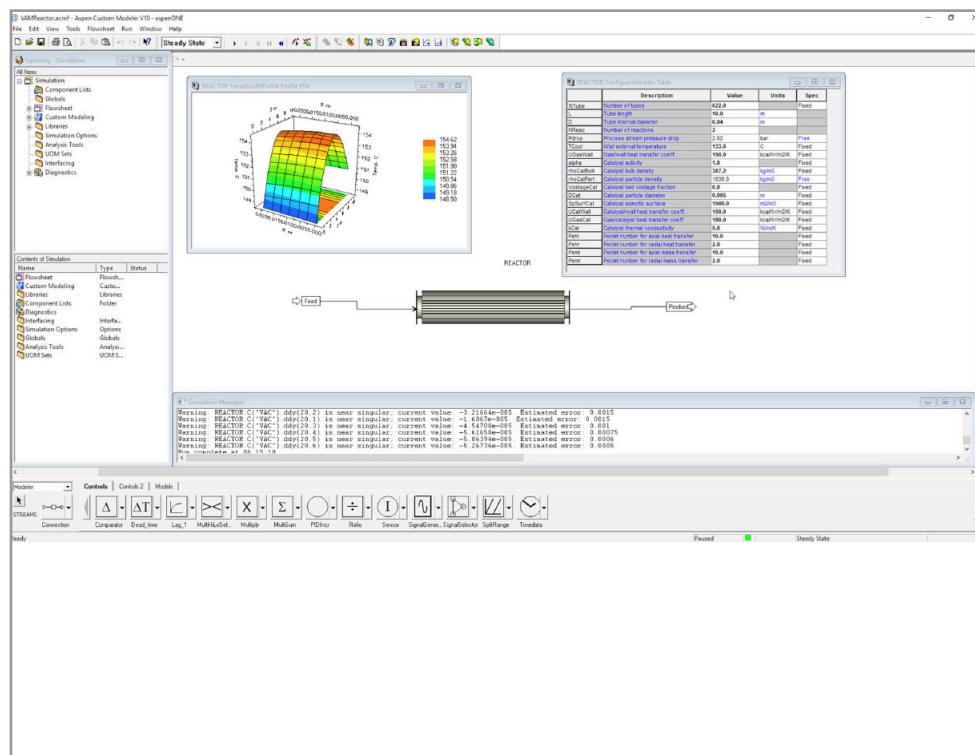 VAMReactor.acmf - Aspen Custom Modeler V10 - aspenONE
File Edit View Tools Flowsheet Run Window Help
Steady State
Exploring - Simulation
All Items
Simulation
Component Lists
Globals
Flowsheet
Custom Modeling
Libraries
Simulation Options
Analysis Tools
UOM Sets
Interfacing
Diagnostics
Contents of Simulation
Name Type Status
Flowsheet Flowsh...
Custom Modeling Custo...
Libraries Libraries
Component Lists Folder
Diagnostics
Interfacing Interfa...
Simulation Options Options
Globals Globals
Analysis Tools Analysi...
UOM Sets UOM S...
154.62
153.94
153.26
152.58
151.90
151.22
150.54
149.86
149.18
148.50
REACTOR.ConfigureVariables Table
Description Value Units Spec
NTube Number of tubes 622.0 Fixed
L Tube length 10.0 m Fixed
D Tube internal diameter 0.04 m Fixed
NReac Number of reactions 2
Pdrop Process stream pressure drop 2.62 bar Free
TCool Wall external temperature 133.0 C Fixed
UGasWall Gas/wall heat transfer coeff. 150.0 kcal/hr/m2/K Fixed
alpha Catalyst activity 1.0 Fixed
rhoCatBulk Catalyst bulk density 387.2 kg/m3 Fixed
rhoCatPart Catalyst particle density 1936.0 kg/m3 Free
VoidageCat Catalyst bed voidage fraction 0.8 Fixed
DCat Catalyst particle diameter 0.005 m Fixed
SpSurfCat Catalyst specific surface 1500.0 m2/m3 Fixed
UCatWall Catalyst/wall heat transfer coeff. 150.0 kcal/hr/m2/K Fixed
UGasCat Gas/catalyst heat transfer coeff. 180.0 kcal/hr/m2/K Fixed
kCat Catalyst thermal conductivity 5.0 W/m/K Fixed
Peclet number for axial heat transfer 10.0 Fixed
Peclet number for radial heat transfer 2.0 Fixed
Peclet number for axial mass transfer 10.0 Fixed
Peclet number for radial mass transfer 2.0 Fixed
REACTOR
Feed
Product
Simulation Messages
Warning: REACTOR.C("VAC").ddy(20,2) is near singular; current value: -3.21664e-005. Estimated error: 0.0015
Warning: REACTOR.C("VAC").ddy(20,1) is near singular; current value: -1.6067e-005. Estimated error: 0.0015
Warning: REACTOR.C("VAC").ddy(20,3) is near singular; current value: -4.54708e-005. Estimated error: 0.001
Warning: REACTOR.C("VAC").ddy(20,4) is near singular; current value: -5.61658e-005. Estimated error: 0.00075
Warning: REACTOR.C("VAC").ddy(20,5) is near singular; current value: -5.86394e-005. Estimated error: 0.0006
Warning: REACTOR.C("VAC").ddy(20,6) is near singular; current value: -5.26736e-005. Estimated error: 0.0005
Run complete at 06:15:18
Modeler
Controls Controls 2 Models
STREAMS
Connection Comparator Dead_time Lag_1 MultiHiLoSel... Multiply MultiSum PIDIncr Ratio Sensor SignalGener... SignalSelector SplitRange Timedata
Paused Steady State